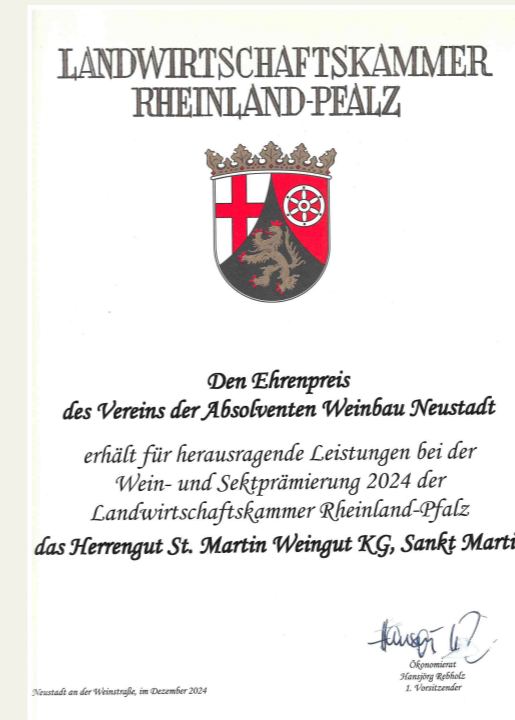 LANDWIRTSCHAFTSKAMMER
RHEINLAND-PFALZ
Den Ehrenpreis
des Vereins der Absolventen Weinbau Neustadt
erhält für herausragende Leistungen bei der
Wein- und Sektprämierung 2024 der
Landwirtschaftskammer Rheinland-Pfalz
das Herrengut St. Martin Weingut KG, Sankt Marti
Ökonomierat
Hansjörg Rebholz
1. Vorsitzender
Neustadt an der Weinstraße, im Dezember 2024